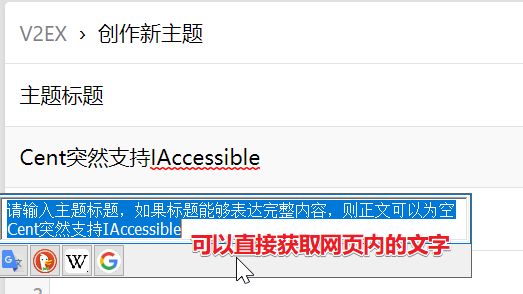 V2EX › 创作新主题
主题标题
Cent突然支持IAccessible
请输入主题标题，如果标题能够表达完整内容，则正文可以为空
Cent突然支持IAccessible
可以直接获取网页内的文字
W
G
1